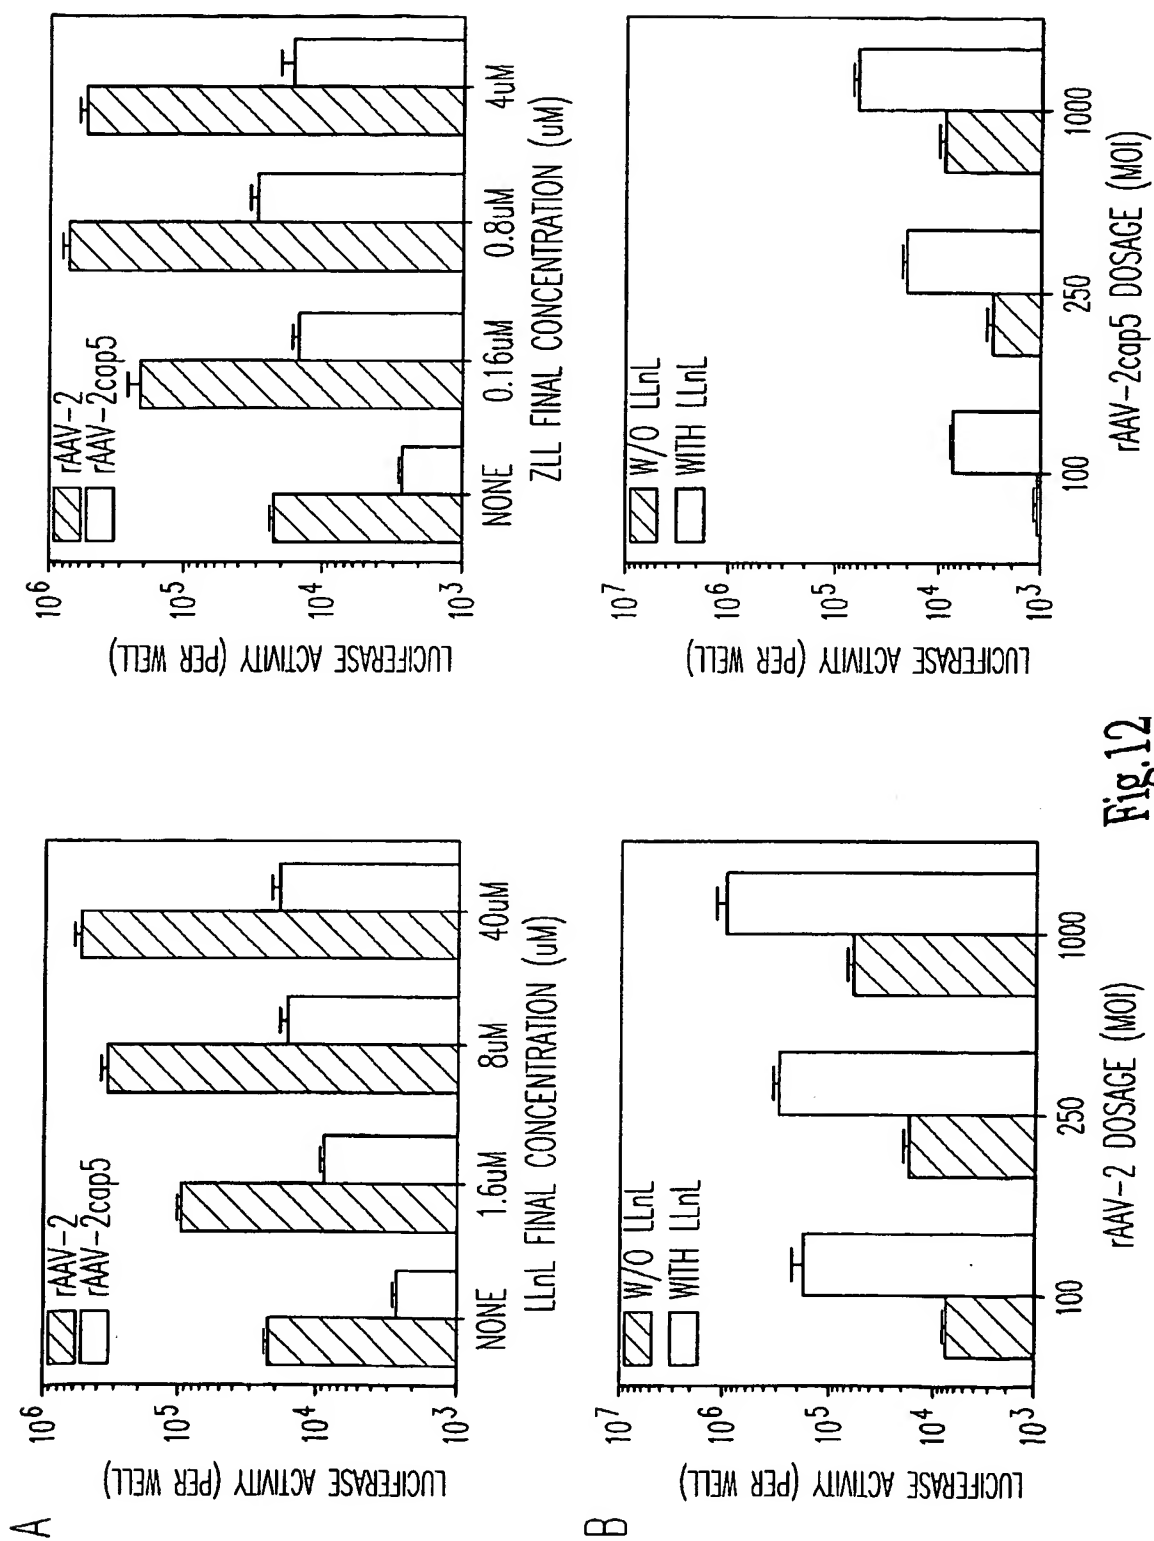 A
LUCIFERASE ACTIVITY (PER WELL)
10^6
10^5
10^4
10^3
rAAV-2
rAAV-2cap5
NONE 1.6uM 8uM 40uM
LLnL FINAL CONCENTRATION (uM)
LUCIFERASE ACTIVITY (PER WELL)
10^6
10^5
10^4
10^3
rAAV-2
rAAV-2cap5
NONE 0.16uM 0.8uM 4uM
ZLL FINAL CONCENTRATION (uM)
B
LUCIFERASE ACTIVITY (PER WELL)
10^7
10^6
10^5
10^4
10^3
W/O LLnL
WITH LLnL
100 250 1000
rAAV-2 DOSAGE (MOI)
LUCIFERASE ACTIVITY (PER WELL)
10^7
10^6
10^5
10^4
10^3
W/O LLnL
WITH LLnL
100 250 1000
rAAV-2cap5 DOSAGE (MOI)
Fig.12